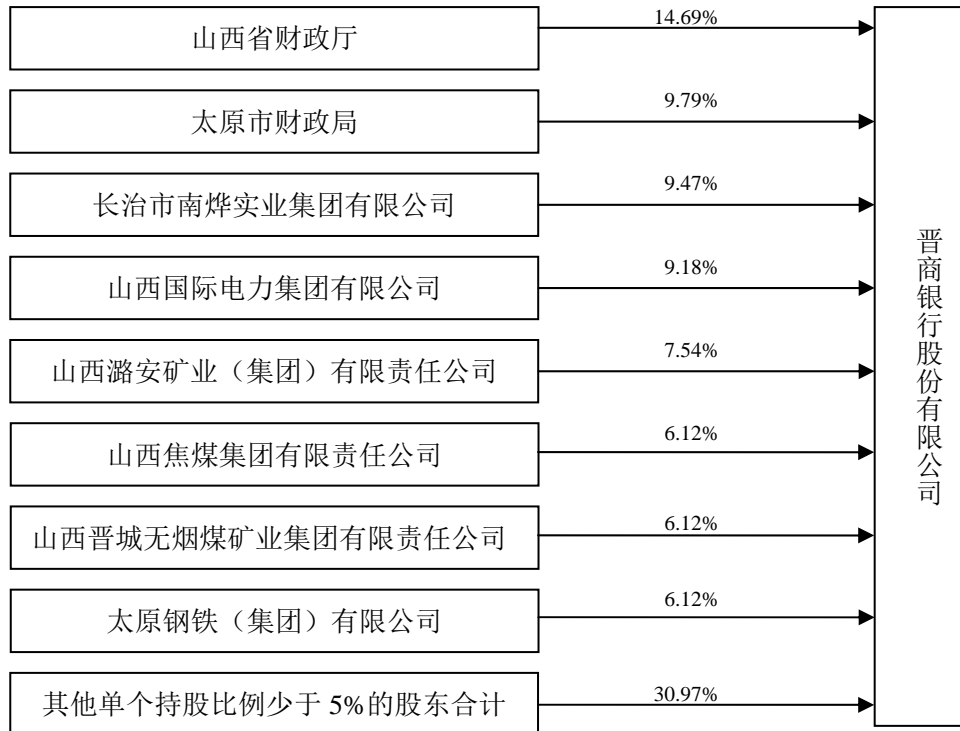 山西省财政厅
14.69%
太原市财政局
9.79%
长治市南烨实业集团有限公司
9.47%
山西国际电力集团有限公司
9.18%
山西潞安矿业（集团）有限责任公司
7.54%
山西焦煤集团有限责任公司
6.12%
山西晋城无烟煤矿业集团有限责任公司
6.12%
太原钢铁（集团）有限公司
6.12%
其他单个持股比例少于 5%的股东合计
30.97%
晋商银行股份有限公司